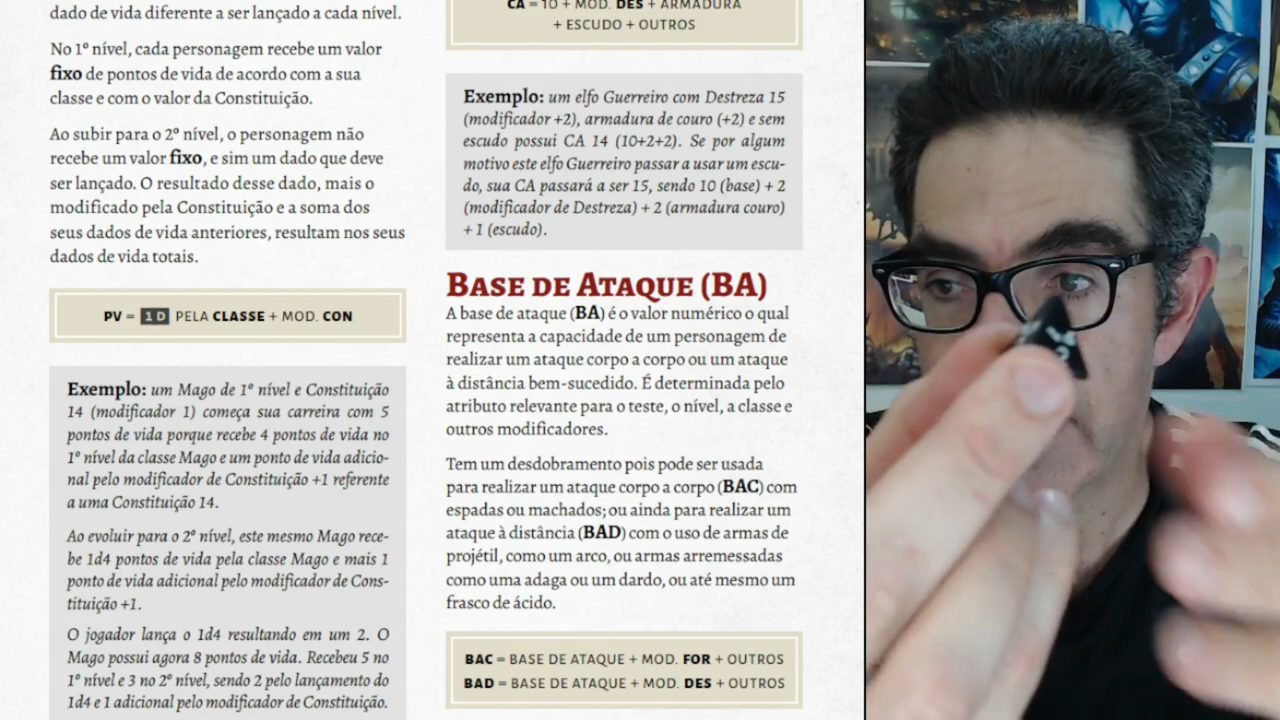 dado de vida diferente a ser lançado a cada nível.
No 1º nível, cada personagem recebe um valor
fixo de pontos de vida de acordo com a sua
classe e com o valor da Constituição.
Ao subir para o 2º nível, o personagem não
recebe um valor fixo, e sim um dado que deve
ser lançado. O resultado desse dado, mais o
modificado pela Constituição e a soma dos
seus dados de vida anteriores, resultam nos seus
dados de vida totais.
PV = 1D PELA CLASSE + MOD. CON
Exemplo: um Mago de 1º nível e Constituição
14 (modificador 1) começa sua carreira com 5
pontos de vida porque recebe 4 pontos de vida no
1º nível da classe Mago e um ponto de vida adicio-
nal pelo modificador de Constituição +1 referente
a uma Constituição 14.
Ao evoluir para o 2º nível, este mesmo Mago rece-
be 1d4 pontos de vida pela classe Mago e mais 1
ponto de vida adicional pelo modificador de Cons-
tituição +1.
O jogador lança o 1d4 resultando em um 2. O
Mago possui agora 8 pontos de vida. Recebeu 5 no
1º nível e 3 no 2º nível, sendo 2 pelo lançamento do
1d4 e 1 adicional pelo modificador de Constituição.
CA = 10 + MOD. DES + ARMADURA
+ ESCUDO + OUTROS
Exemplo: um elfo Guerreiro com Destreza 15
(modificador +2), armadura de couro (+2) e sem
escudo possui CA 14 (10+2+2). Se por algum
motivo este elfo Guerreiro passar a usar um escu-
do, sua CA passará a ser 15, sendo 10 (base) + 2
(modificador de Destreza) + 2 (armadura couro)
+ 1 (escudo).
BASE DE ATAQUE (BA)
A base de ataque (BA) é o valor numérico o qual
representa a capacidade de um personagem de
realizar um ataque corpo a corpo ou um ataque
à distância bem-sucedido. É determinada pelo
atributo relevante para o teste, o nível, a classe e
outros modificadores.
Tem um desdobramento pois pode ser usada
para realizar um ataque corpo a corpo (BAC) com
espadas ou machados; ou ainda para realizar um
ataque à distância (BAD) com o uso de armas de
projétil, como um arco, ou armas arremessadas
como uma adaga ou um dardo, ou até mesmo um
frasco de ácido.
BAC = BASE DE ATAQUE + MOD. FOR + OUTROS
BAD = BASE DE ATAQUE + MOD. DES + OUTROS